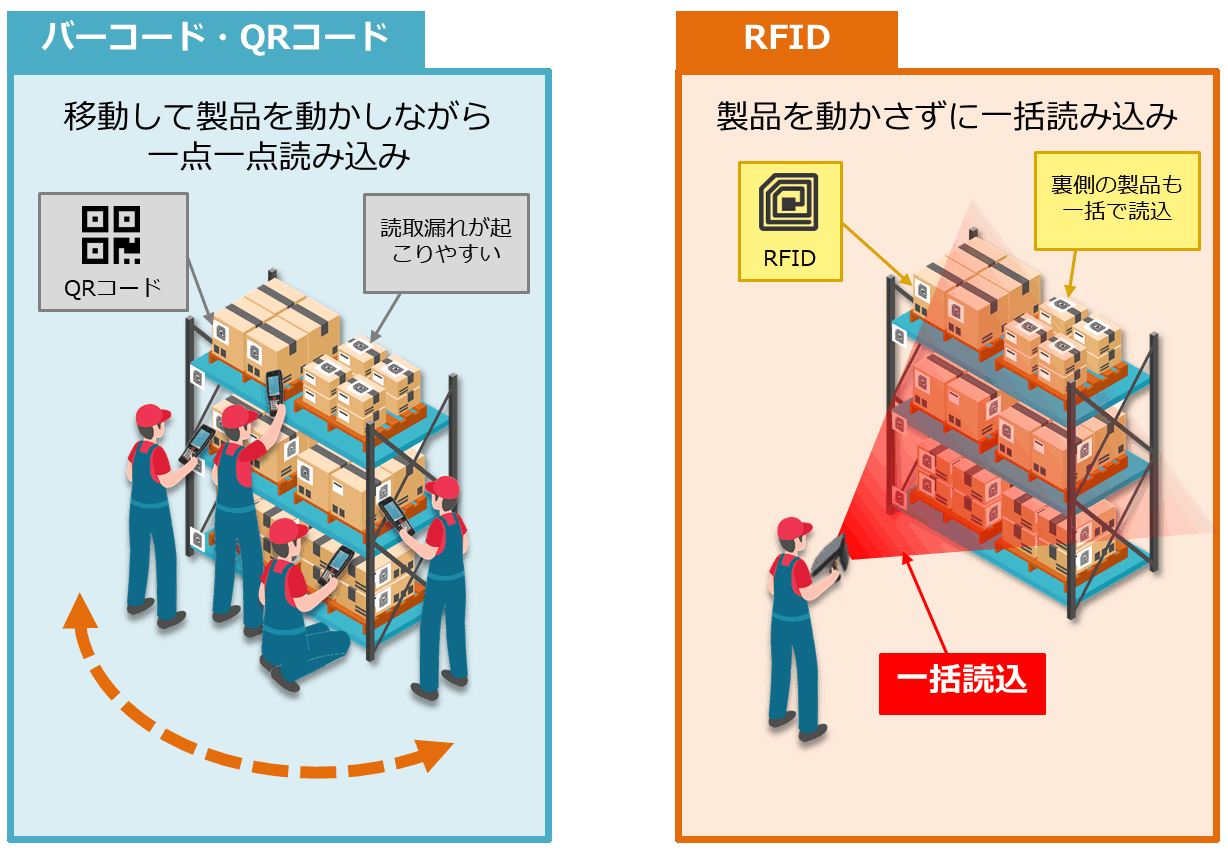 バーコード・QRコード
移動して製品を動かしながら
一点一点読み込み
QRコード
読取漏れが起
こりやすい
RFID
製品を動かさずに一括読み込み
RFID
裏側の製品も
一括で読込
一括読込